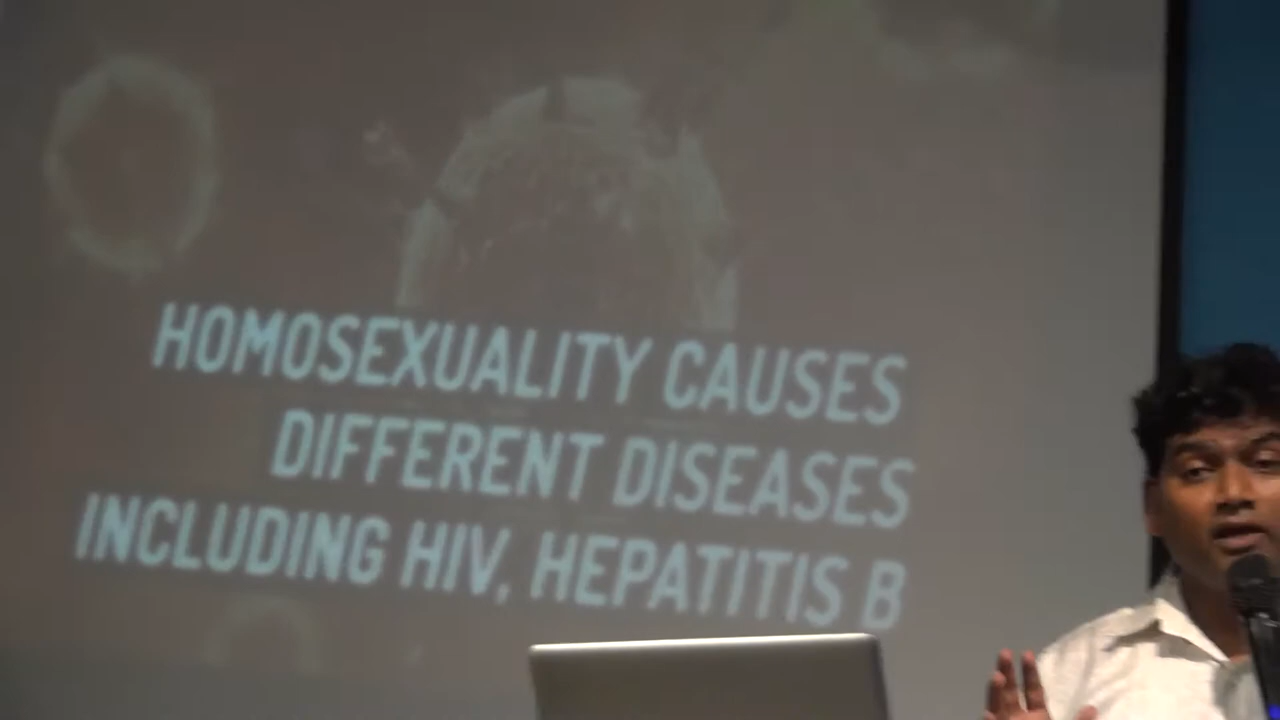 HOMOSEXUALITY CAUSES
DIFFERENT DISEASES
INCLUDING HIV, HEPATITIS B